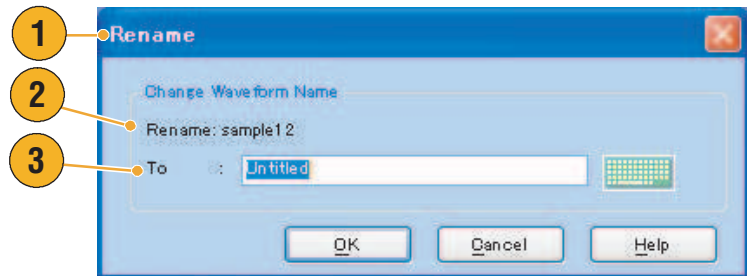 1 Rename
Change Waveform Name
2 Rename: sample12
3 To : Untitled
OK Cancel Help